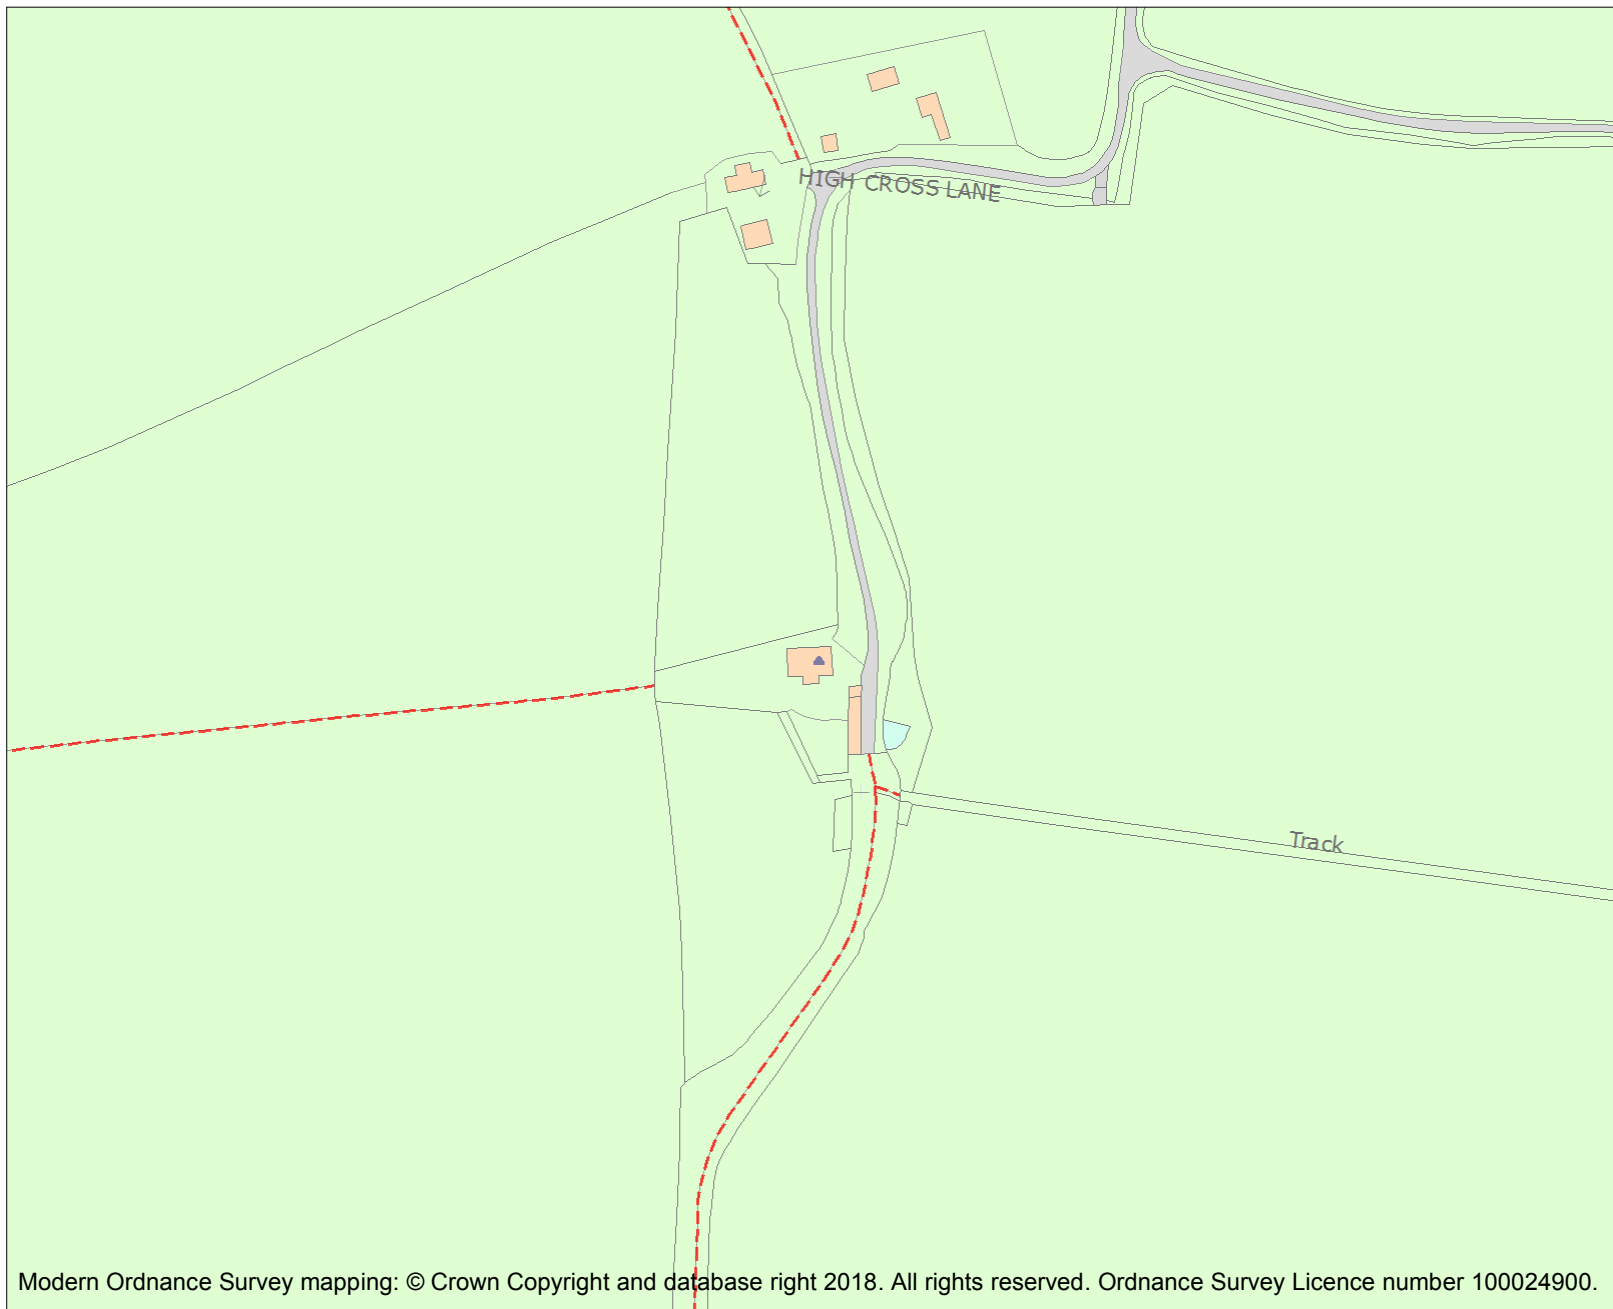 HIGH CROSS LANE
Track
Modern Ordnance Survey mapping: © Crown Copyright and database right 2018. All rights reserved. Ordnance Survey Licence number 100024900.